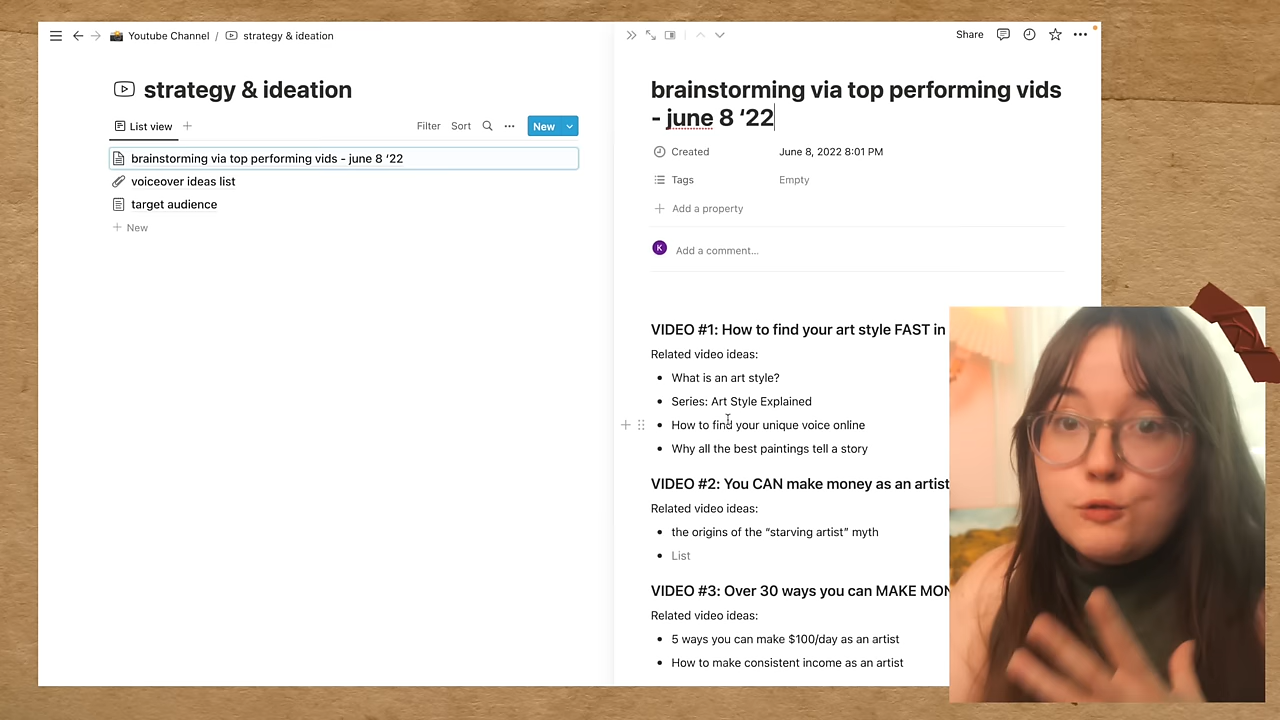 Youtube Channel / strategy & ideation
strategy & ideation
List view
Filter Sort New
brainstorming via top performing vids - june 8 ‘22
voiceover ideas list
target audience
New
Share
brainstorming via top performing vids
- june 8 ‘22
Created June 8, 2022 8:01 PM
Tags Empty
Add a property
K Add a comment...
VIDEO #1: How to find your art style FAST in
Related video ideas:
• What is an art style?
• Series: Art Style Explained
• How to find your unique voice online
• Why all the best paintings tell a story
VIDEO #2: You CAN make money as an artist
Related video ideas:
• the origins of the “starving artist” myth
• List
VIDEO #3: Over 30 ways you can MAKE MON
Related video ideas:
• 5 ways you can make $100/day as an artist
• How to make consistent income as an artist